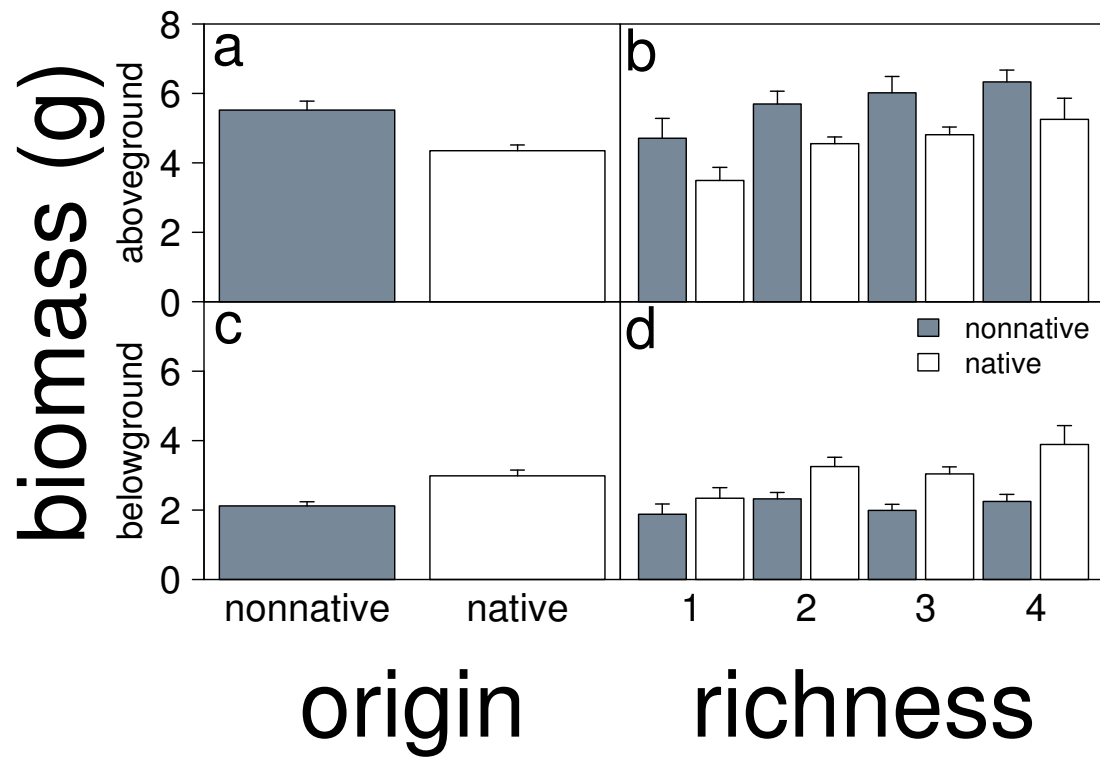 biomass (g)
aboveground
8
6
4
2
0
a
b
belowground
6
4
2
0
c
d
nonnative
native
nonnative
native
1
2
3
4
origin
richness